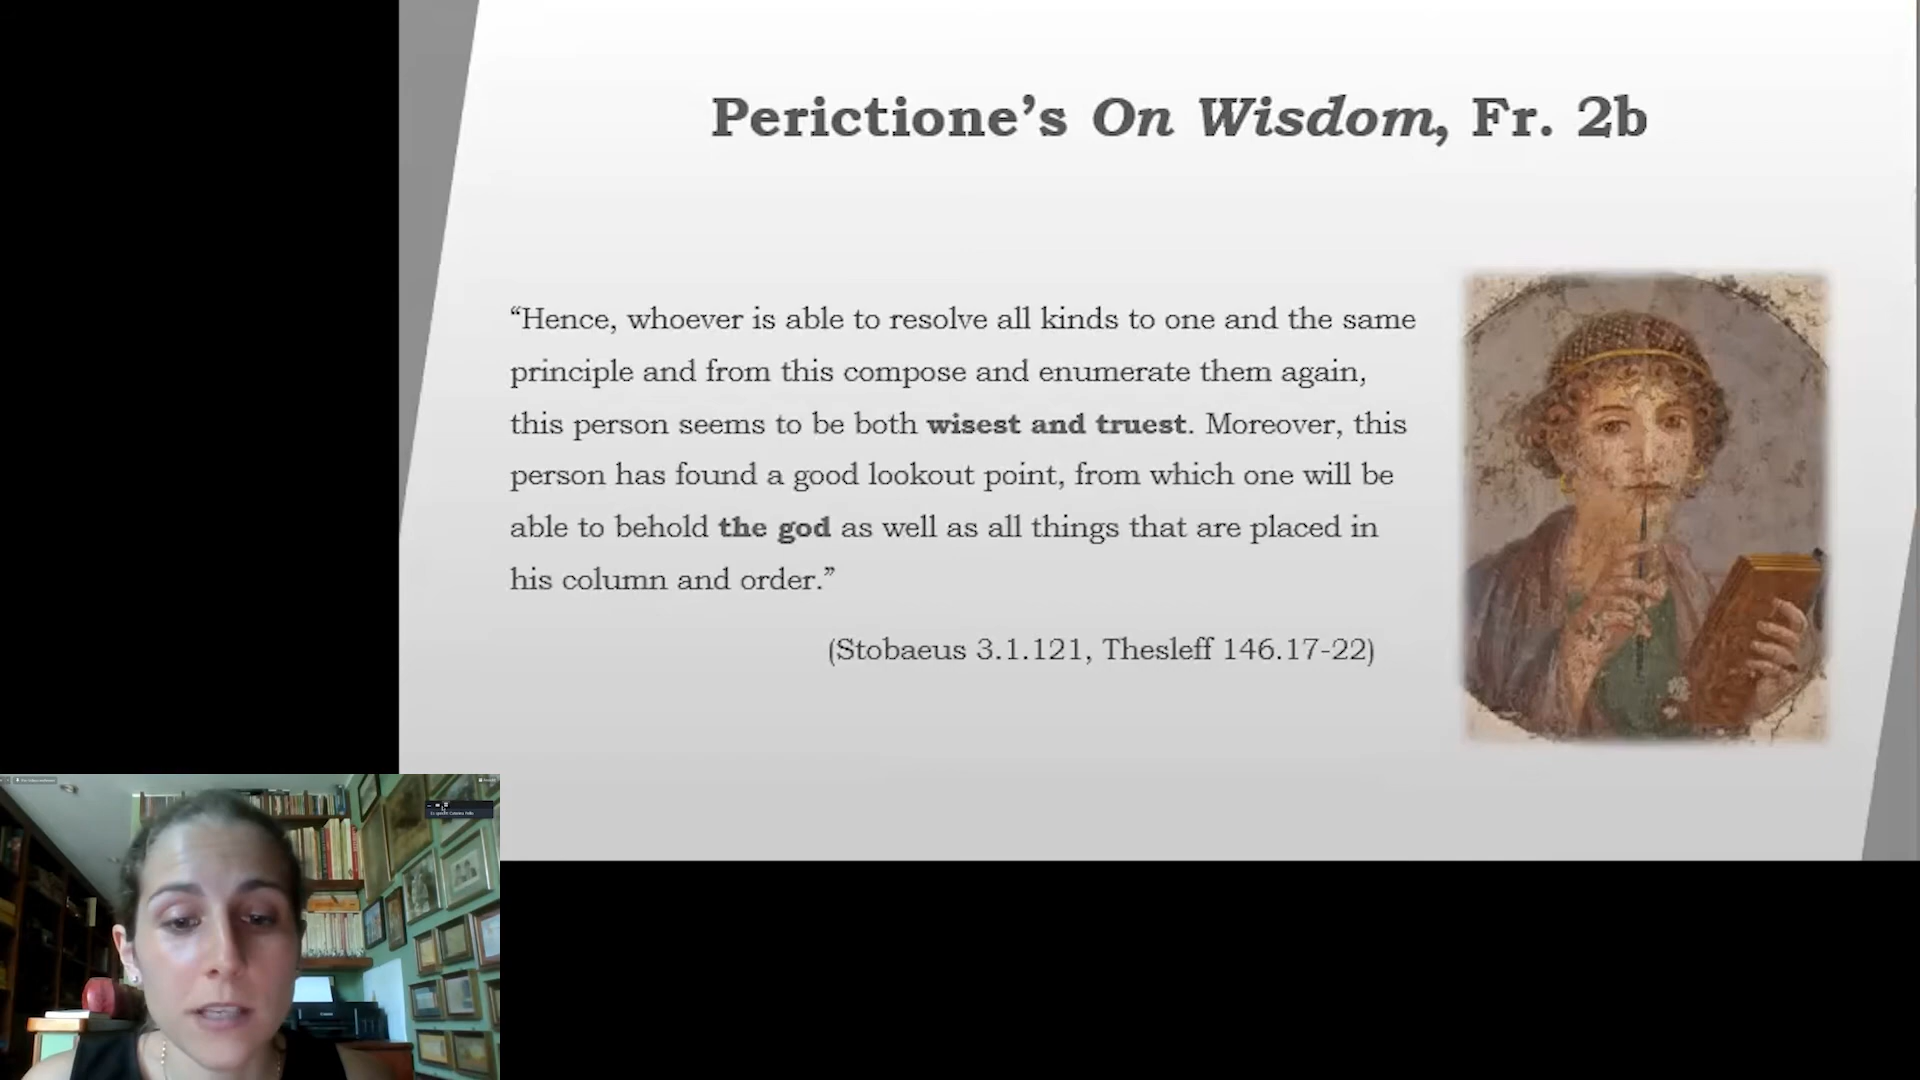 Perictione’s On Wisdom, Fr. 2b
“Hence, whoever is able to resolve all kinds to one and the same
principle and from this compose and enumerate them again,
this person seems to be both wisest and truest. Moreover, this
person has found a good lookout point, from which one will be
able to behold the god as well as all things that are placed in
his column and order.”
(Stobaeus 3.1.121, Thesleff 146.17-22)